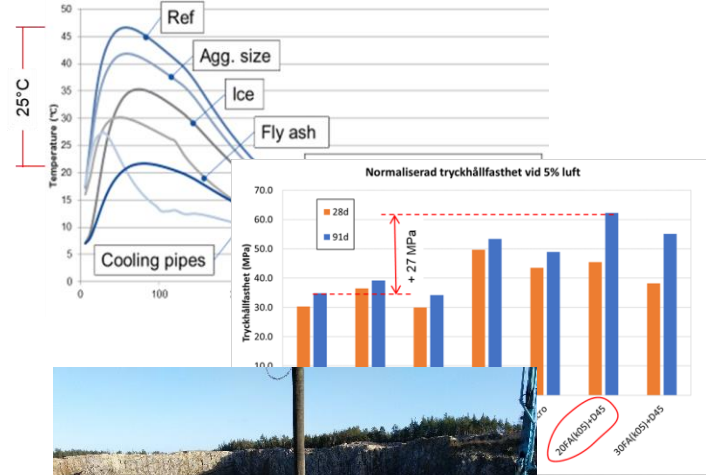 50
45
40
35
30
25
20
15
10
5
0
Temperature (°C)
25°C
Ref
Agg. size
Ice
Fly ash
Cooling pipes
0
100
Normaliserad tryckhållfasthet vid 5% luft
Tryckhållfasthet (MPa)
70.0
60.0
50.0
40.0
30.0
20.0
10.0
28d
91d
+ 27 MPa
20FA(k05)+D45
30FA(k05)+D45